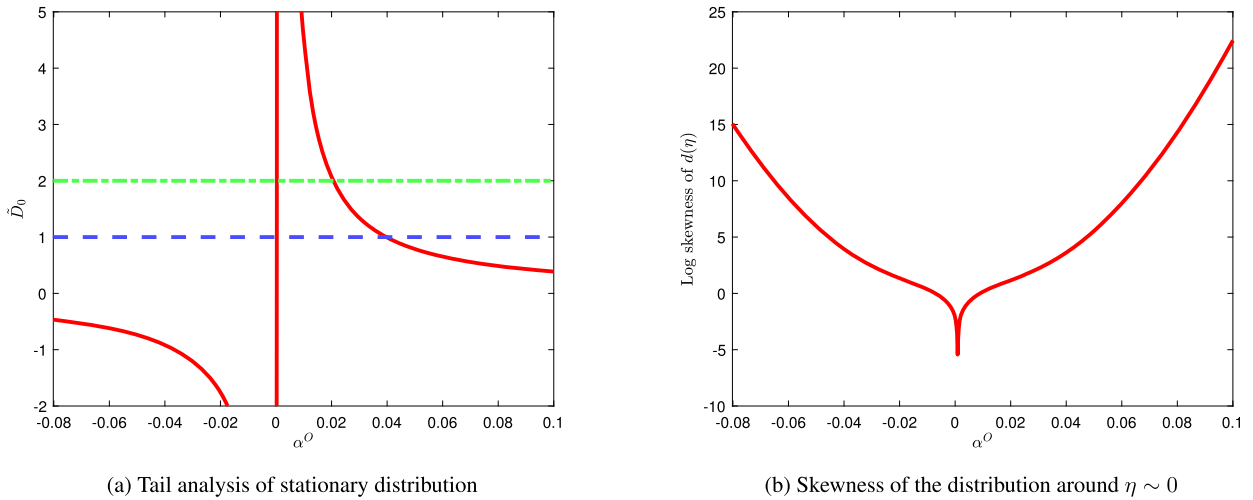 5
4
3
2
1
0
-1
-2
D̃₀
-0.08 -0.06 -0.04 -0.02 0 0.02 0.04 0.06 0.08 0.1
αᴼ
(a) Tail analysis of stationary distribution
25
20
15
10
5
0
-5
-10
Log skewness of d(η)
-0.08 -0.06 -0.04 -0.02 0 0.02 0.04 0.06 0.08 0.1
αᴼ
(b) Skewness of the distribution around η ∼ 0